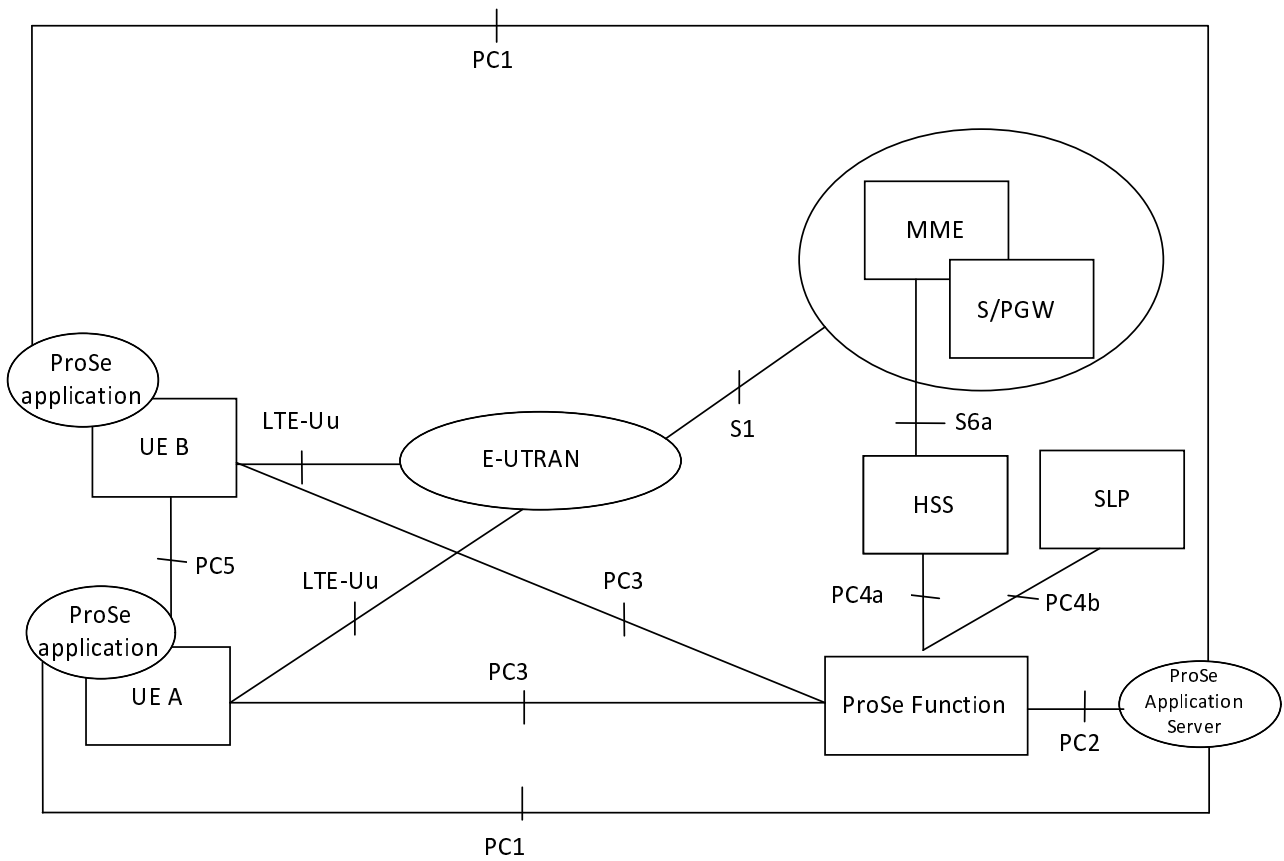 PC1
MME
S/PGW
ProSe
application
UE B
LTE-Uu
E-UTRAN
S1
S6a
HSS
SLP
PC5
LTE-Uu
PC3
PC4a
PC4b
ProSe
application
UE A
PC3
ProSe Function
ProSe
Application
Server
PC2
PC1